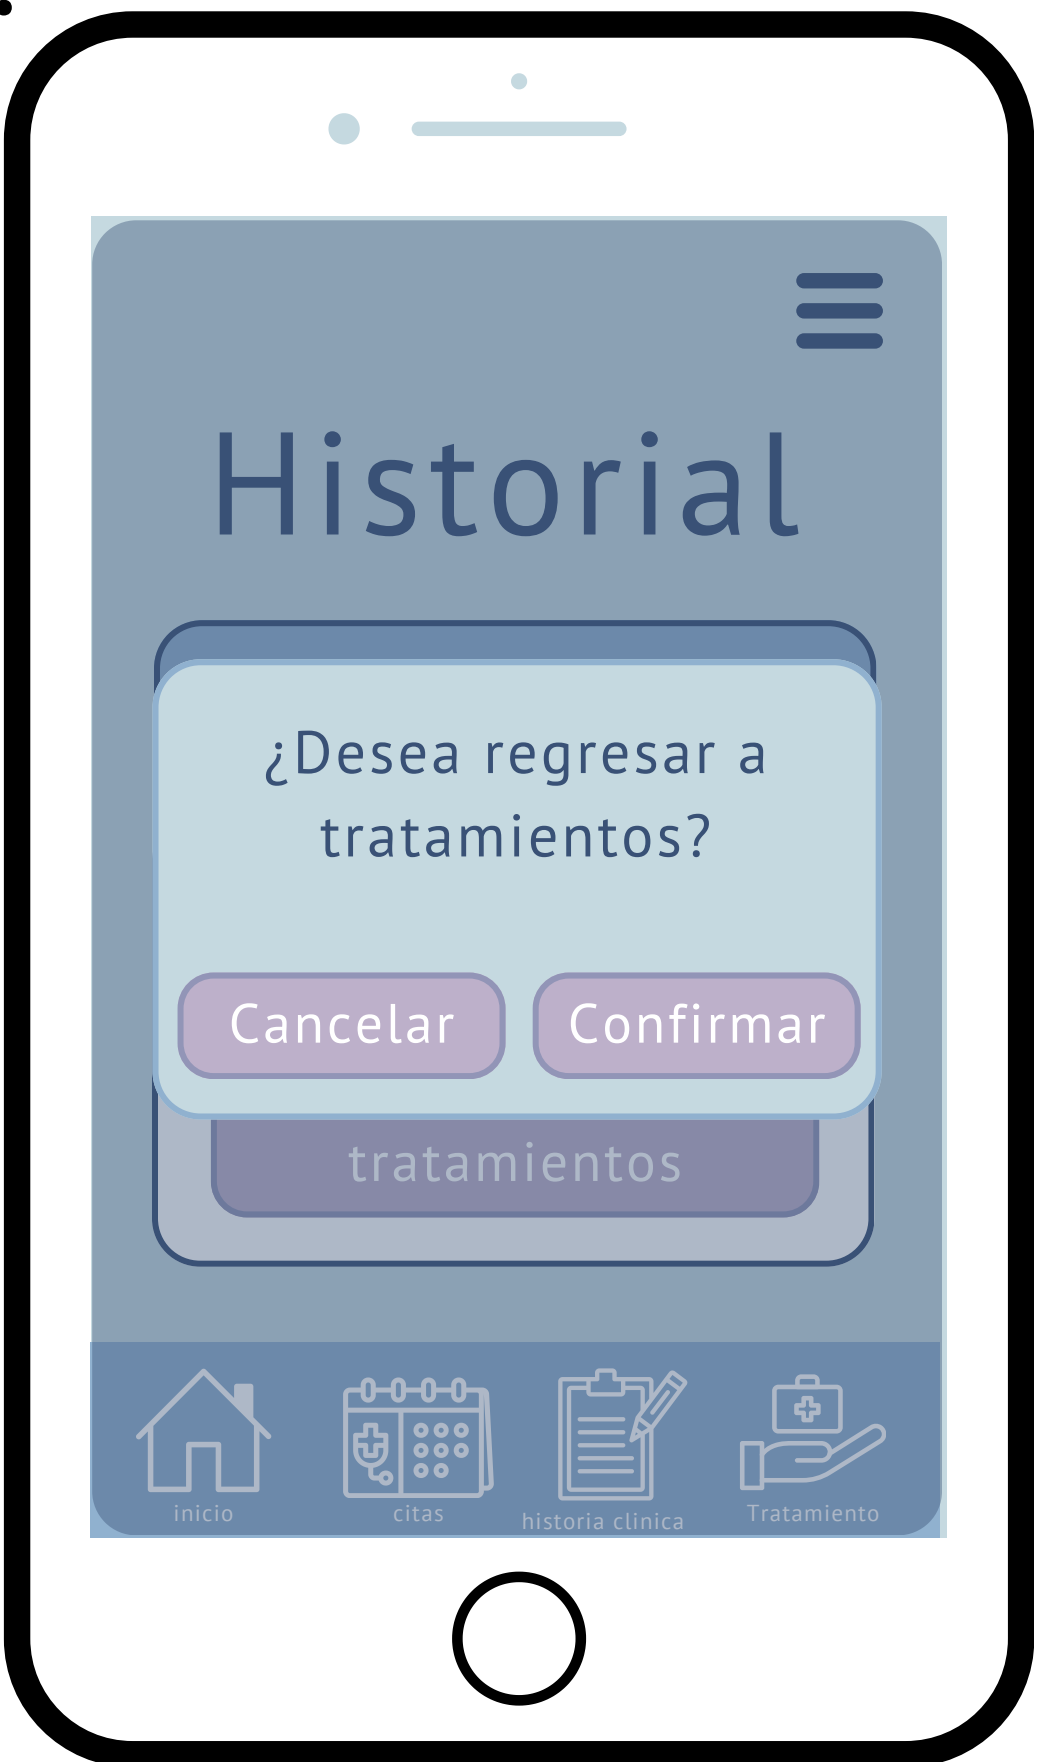 Historial
¿Desea regresar a
tratamientos?
Cancelar
Confirmar
tratamientos
inicio
citas
historia clinica
Tratamiento